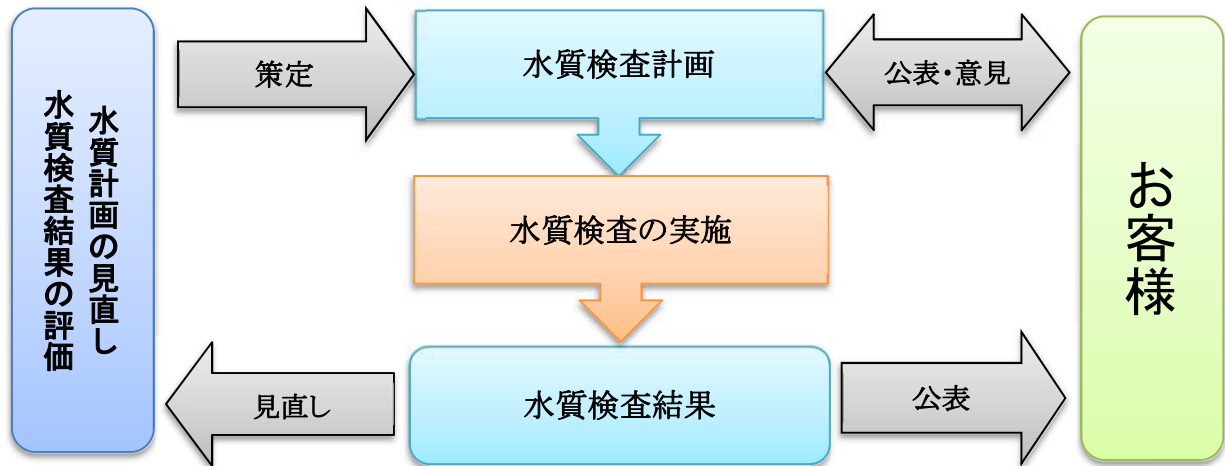 水質計画の見直し
水質検査結果の評価
策定
水質検査計画
公表・意見
お客様
水質検査の実施
見直し
水質検査結果
公表